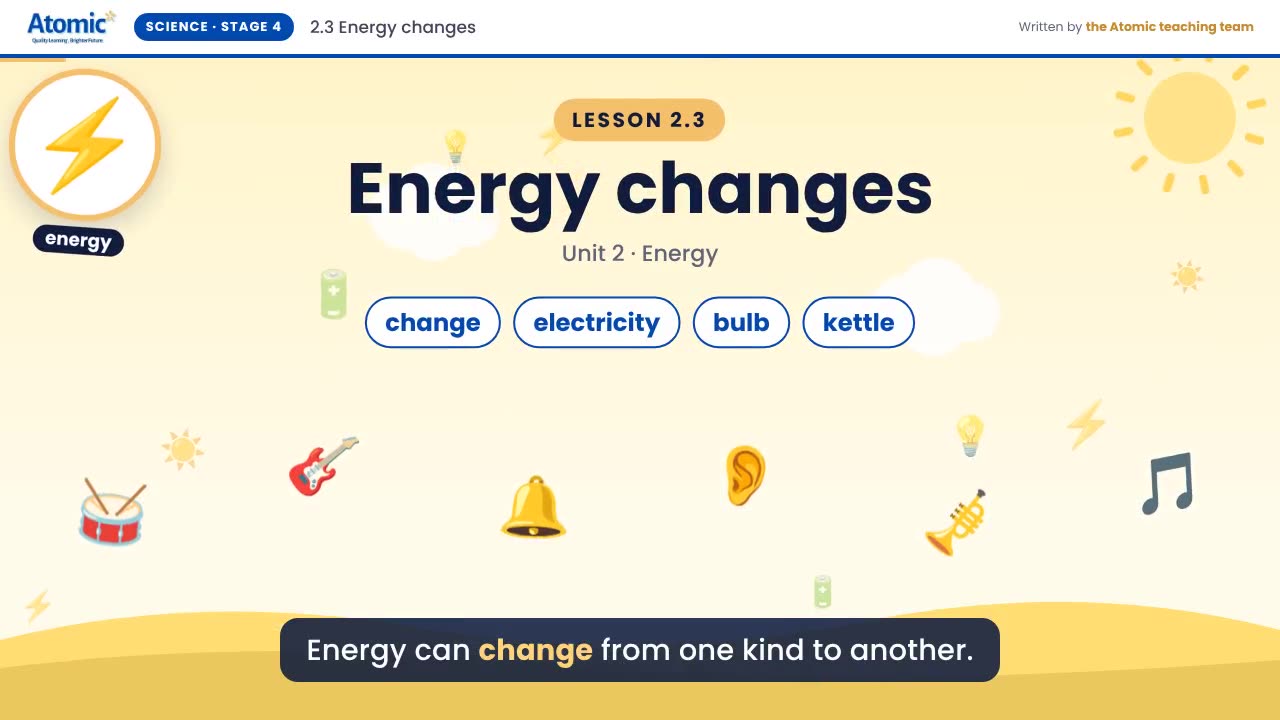 Atomic
Quality Learning. Brighter Future.
SCIENCE · STAGE 4
2.3 Energy changes
Written by the Atomic teaching team
energy
LESSON 2.3
Energy changes
Unit 2 · Energy
change
electricity
bulb
kettle
Energy can change from one kind to another.